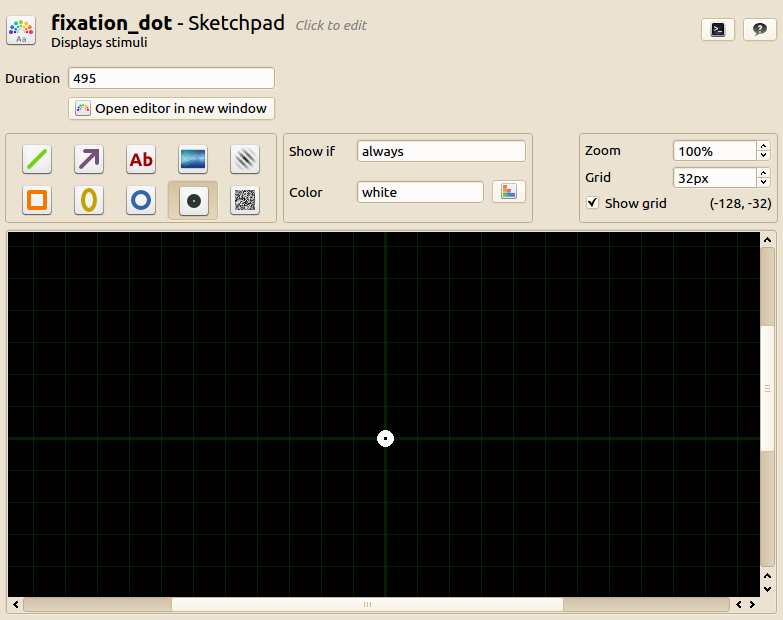 fixation_dot - Sketchpad Click to edit
Displays stimuli
Duration 495
Open editor in new window
Ab
Show if always
Color white
Zoom 100%
Grid 32px
Show grid (-128, -32)